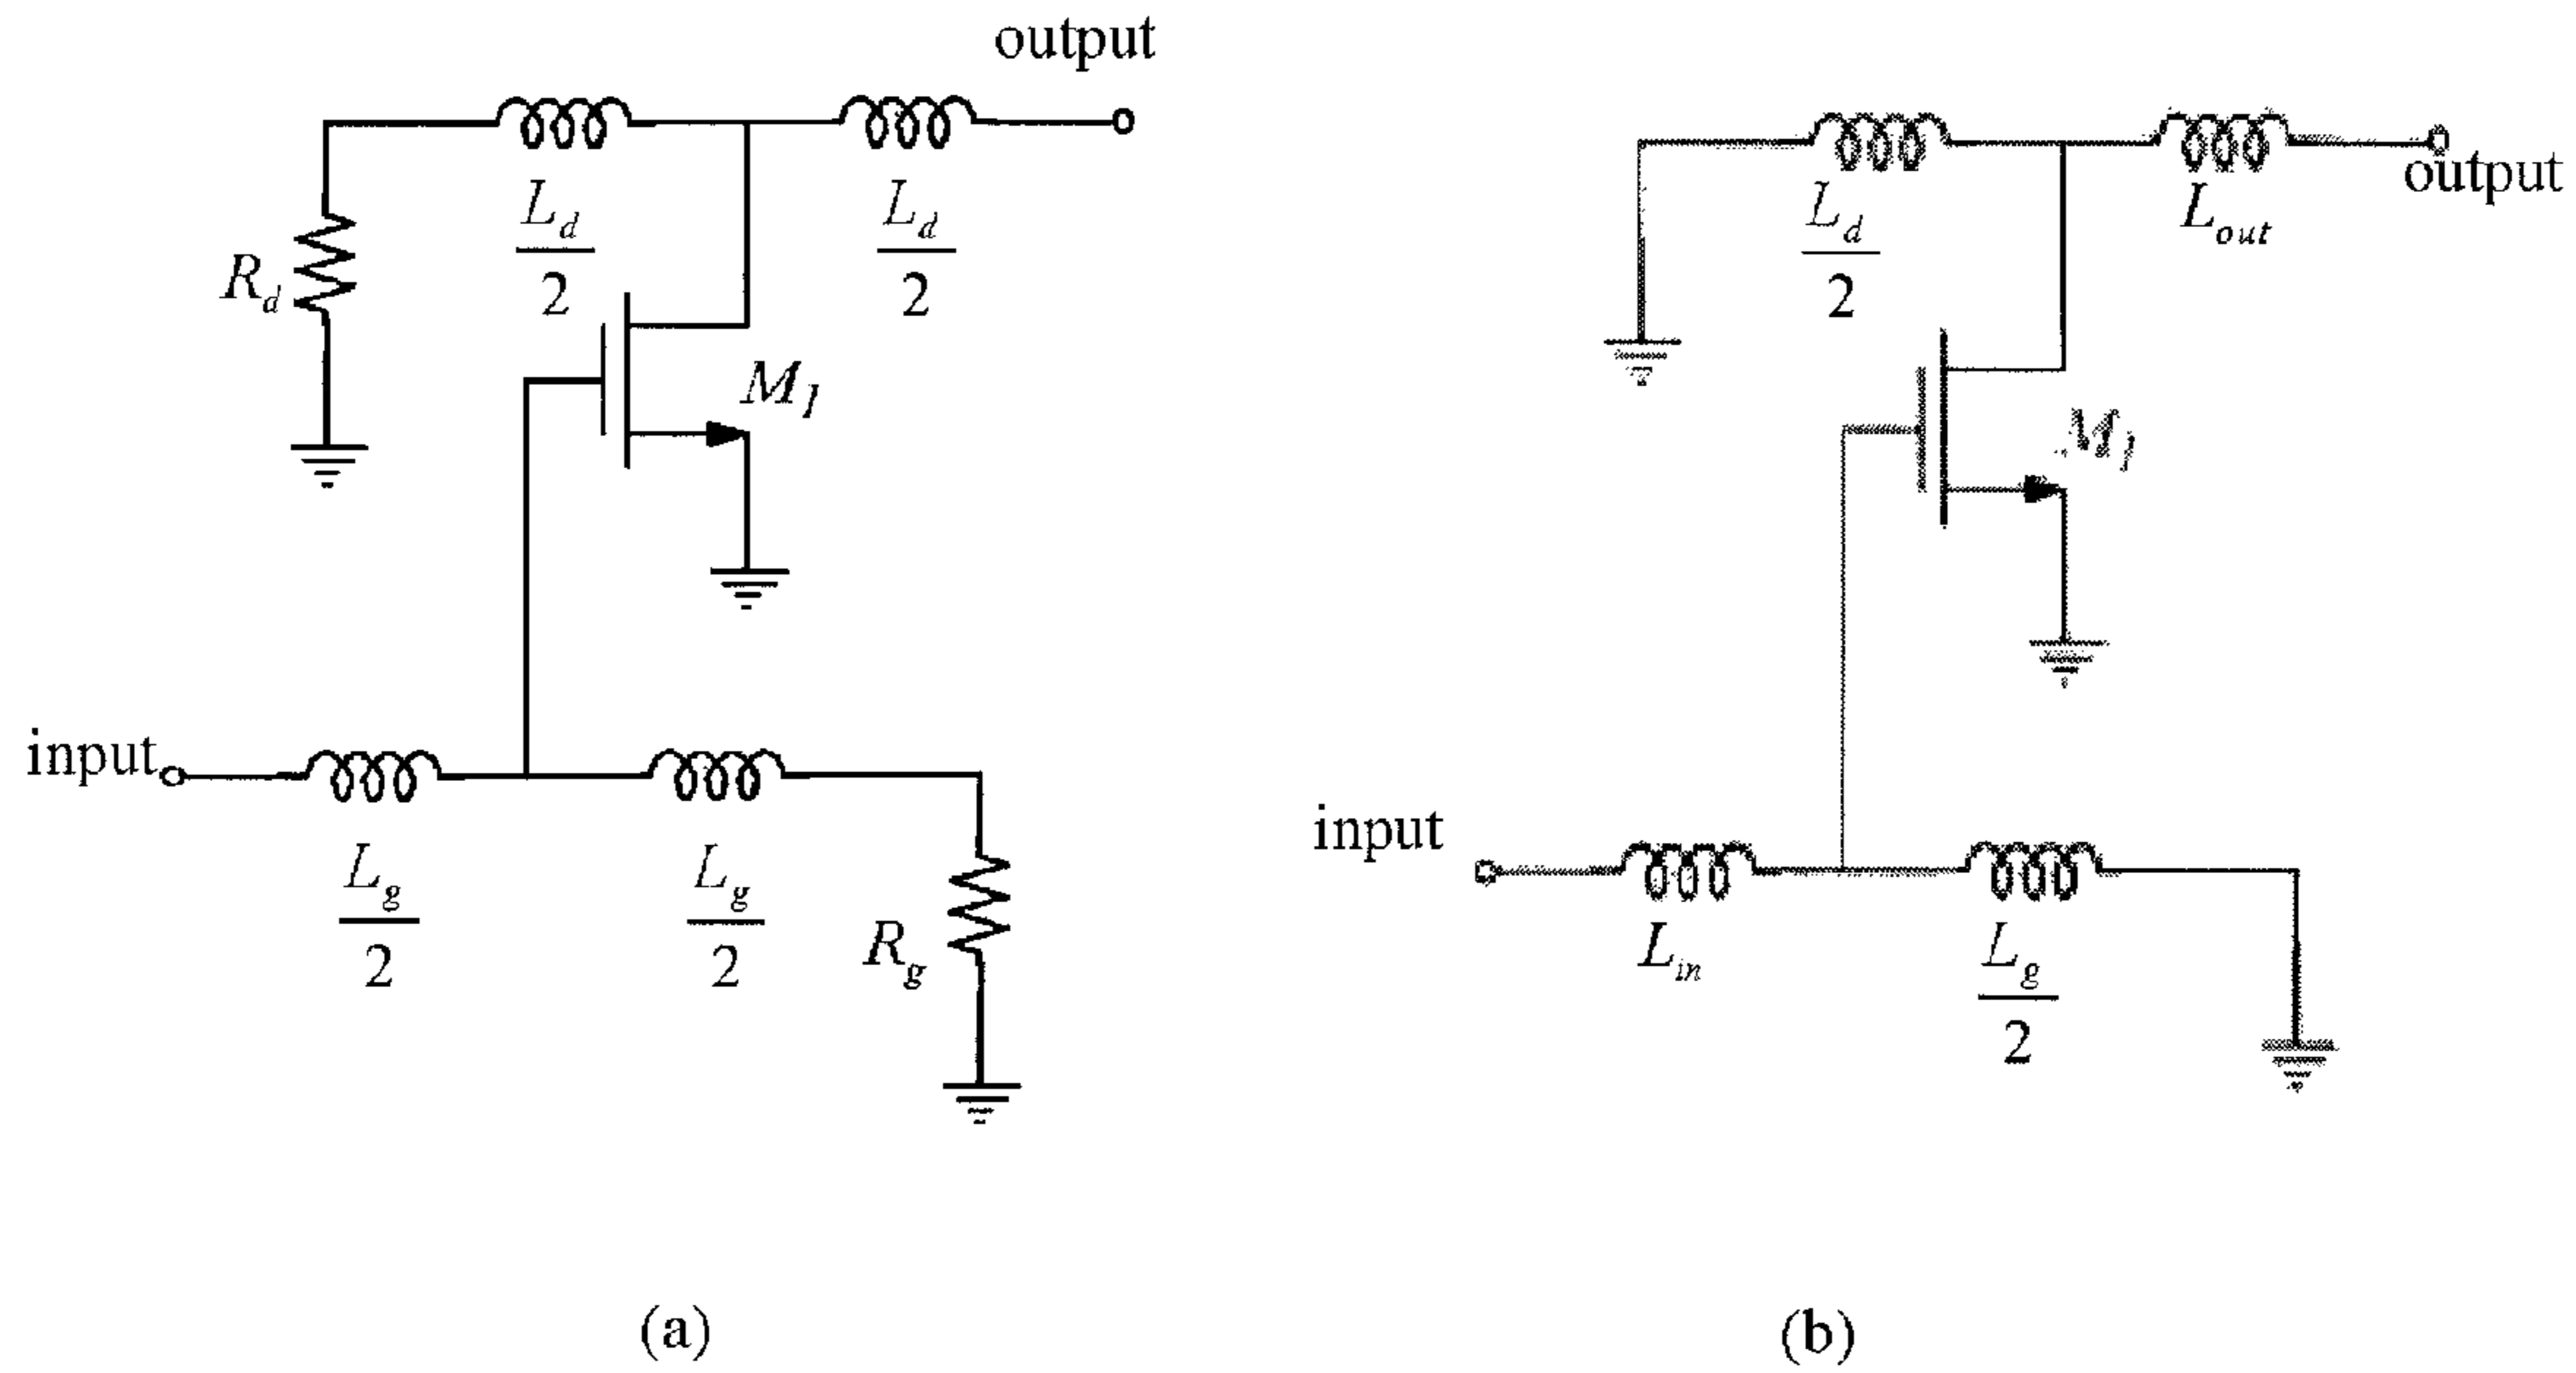 output
L_d
2
L_d
2
R_d
M_1
input
L_g
2
L_g
2
R_g
(a)
output
L_d
2
L_out
M_1
input
L_in
L_g
2
(b)